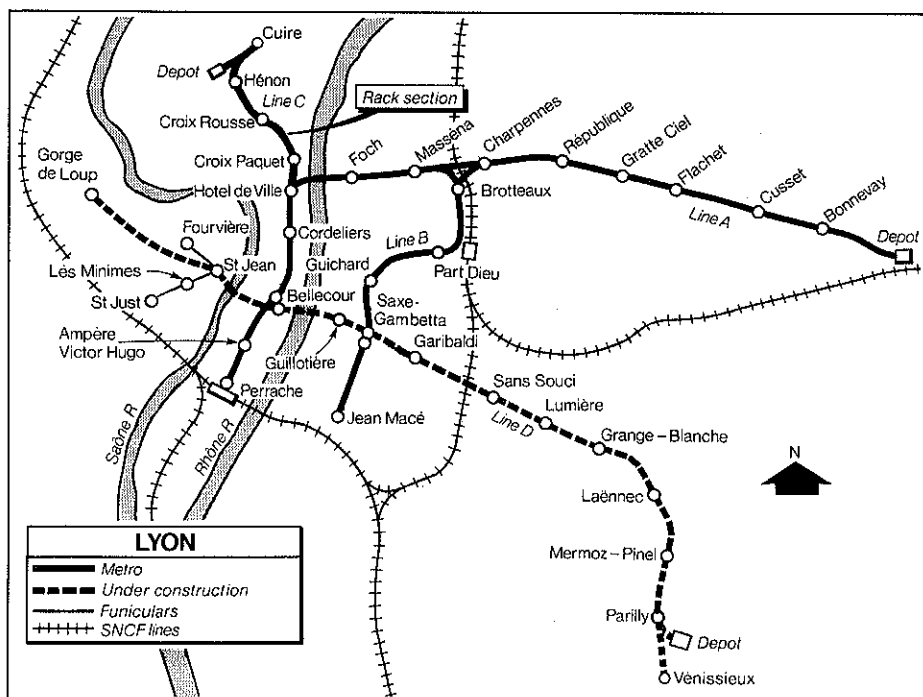 Cuire
Depot
Hénon
Line C
Rack section
Croix Rousse
Charpennes
République
Masséna
Gratte Ciel
Croix Paquet
Foch
Flachet
Gorge
de Loup
Cusset
Hotel de Ville
Brotteaux
Bonnevay
Fourvière
Cordeliers
Line A
Line B
Depot
St Jean
Guichard
Part Dieu
Lés Minimes
Bellecour
St Just
Saxe-
Gambetta
Ampère
Victor Hugo
Garibaldi
Guillotière
Sans Souci
Perrache
Lumière
Jean Macé
Line D
Grange-Blanche
Saône R
Rhône R
N
Laënnec
LYON
Metro
Under construction
Funiculars
SNCF lines
Mermoz-Pinel
Parilly
Depot
Vènissieux